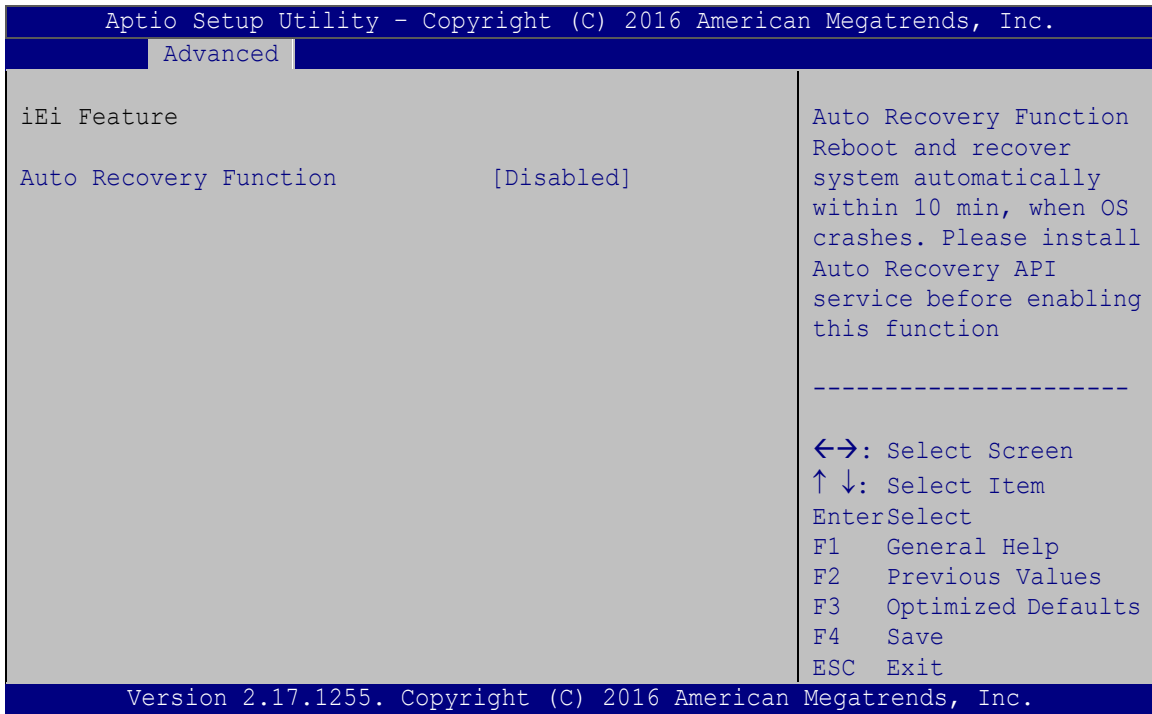 Aptio Setup Utility – Copyright (C) 2016 American Megatrends, Inc.
Advanced
iEi Feature
Auto Recovery Function [Disabled]
Auto Recovery Function
Reboot and recover
system automatically
within 10 min, when OS
crashes. Please install
Auto Recovery API
service before enabling
this function
----------------------
←→: Select Screen
↑ ↓: Select Item
EnterSelect
F1 General Help
F2 Previous Values
F3 Optimized Defaults
F4 Save
ESC Exit
Version 2.17.1255. Copyright (C) 2016 American Megatrends, Inc.